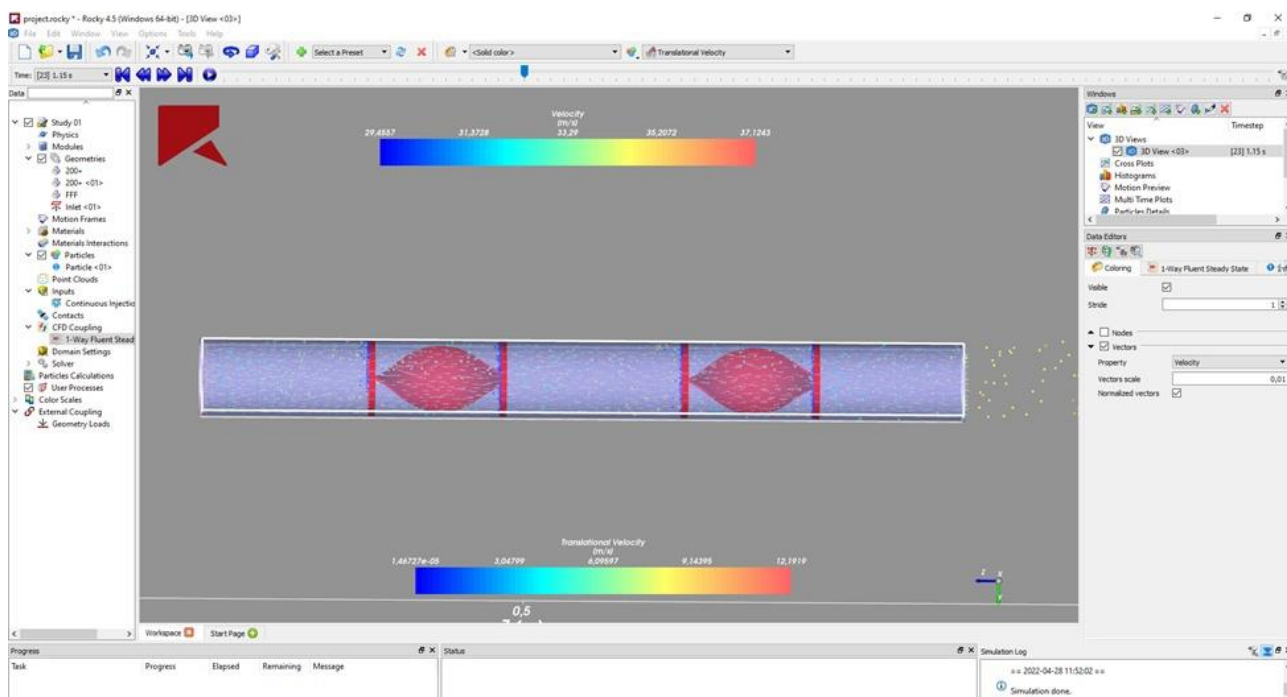 project.rocky * - Rocky 4.5 (Windows 64-bit) - [3D View <03>]
File Edit Window View Options Tools Help
Select a Preset <Solid color> Translational Velocity
Time: [23] 1.15 s
Data
Study 01
Physics
Modules
Geometries
200+
200+ <01>
FFF
Inlet <01>
Motion Frames
Materials
Materials Interactions
Particles
Particle <01>
Point Clouds
Inputs
Continuous Injectic
Contacts
CFD Coupling
1-Way Fluent Stead
Domain Settings
Solver
Particles Calculations
User Processes
Color Scales
External Coupling
Geometry Loads
Velocity
(m/s)
29,4557 31,3728 33,29 35,2072 37,1243
Translational Velocity
(m/s)
1,46727e-05 3,04799 6,09597 9,14395 12,1919
0,5
z x
y
Workspace Start Page
Windows
View Timestep
3D Views
3D View <03> [23] 1.15 s
Cross Plots
Histograms
Motion Preview
Multi Time Plots
Particles Details
Data Editors
Coloring 1-Way Fluent Steady State
Visible
Stride 1
Nodes
Vectors
Property Velocity
Vectors scale 0,01
Normalized vectors
Progress
Task Progress Elapsed Remaining Message
Status
Simulation Log
== 2022-04-28 11:52:02 ==
Simulation done.